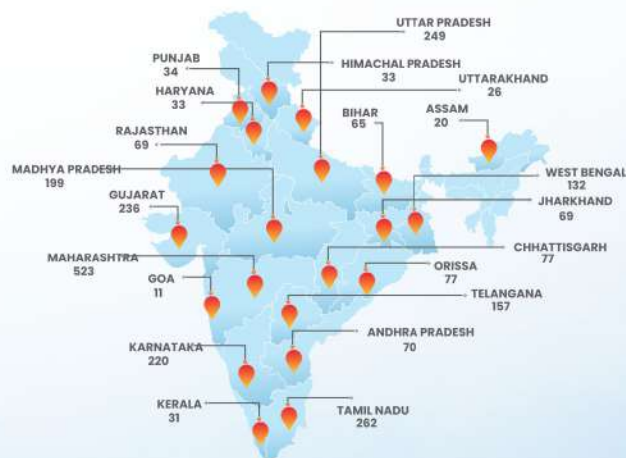 UTTAR PRADESH
249
PUNJAB
34
HIMACHAL PRADESH
33
HARYANA
33
UTTARAKHAND
26
BIHAR
65
ASSAM
20
RAJASTHAN
69
MADHYA PRADESH
199
WEST BENGAL
132
GUJARAT
236
JHARKHAND
69
MAHARASHTRA
523
CHHATTISGARH
77
GOA
11
ORISSA
77
TELANGANA
157
KARNATAKA
220
ANDHRA PRADESH
70
KERALA
31
TAMIL NADU
262